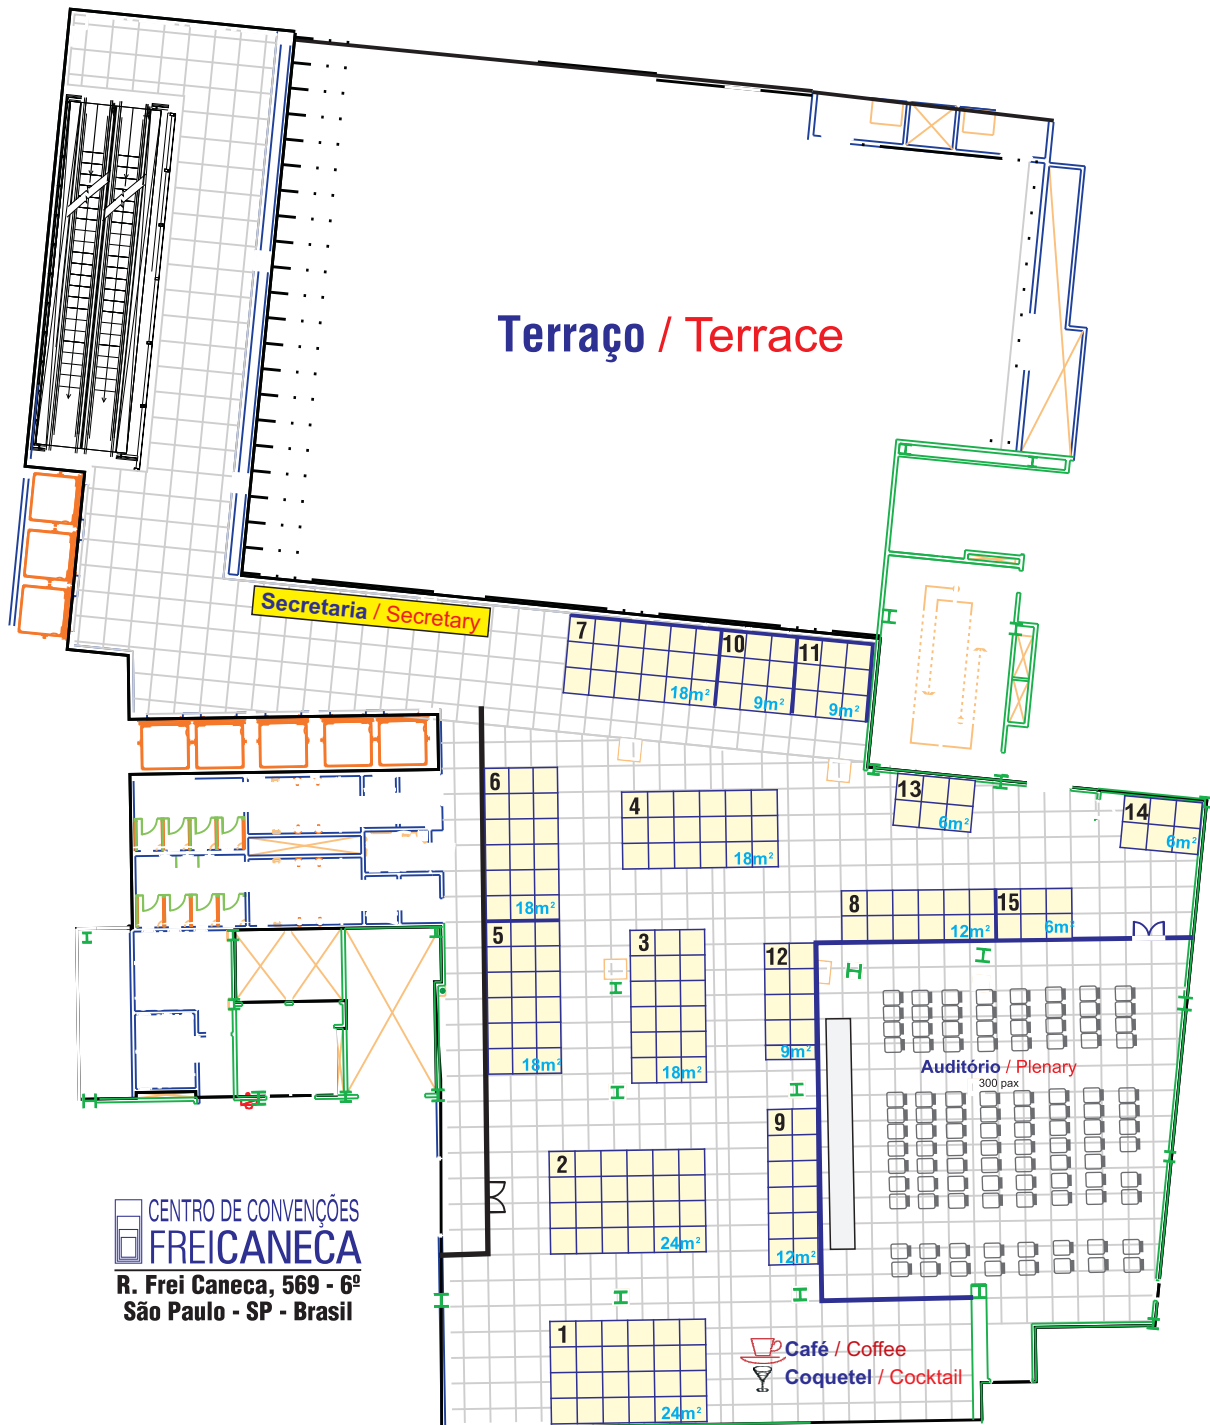 Terraço / Terrace
Secretaria / Secretary
7
18m²
10
9m²
11
9m²
6
18m²
4
18m²
13
6m²
14
6m²
5
18m²
3
18m²
8
12m²
15
6m²
12
9m²
Auditório / Plenary
300 pax
9
12m²
2
24m²
CENTRO DE CONVENÇÕES
FREICANECA
R. Frei Caneca, 569 - 6º
São Paulo - SP - Brasil
1
24m²
Café / Coffee
Coquetel / Cocktail